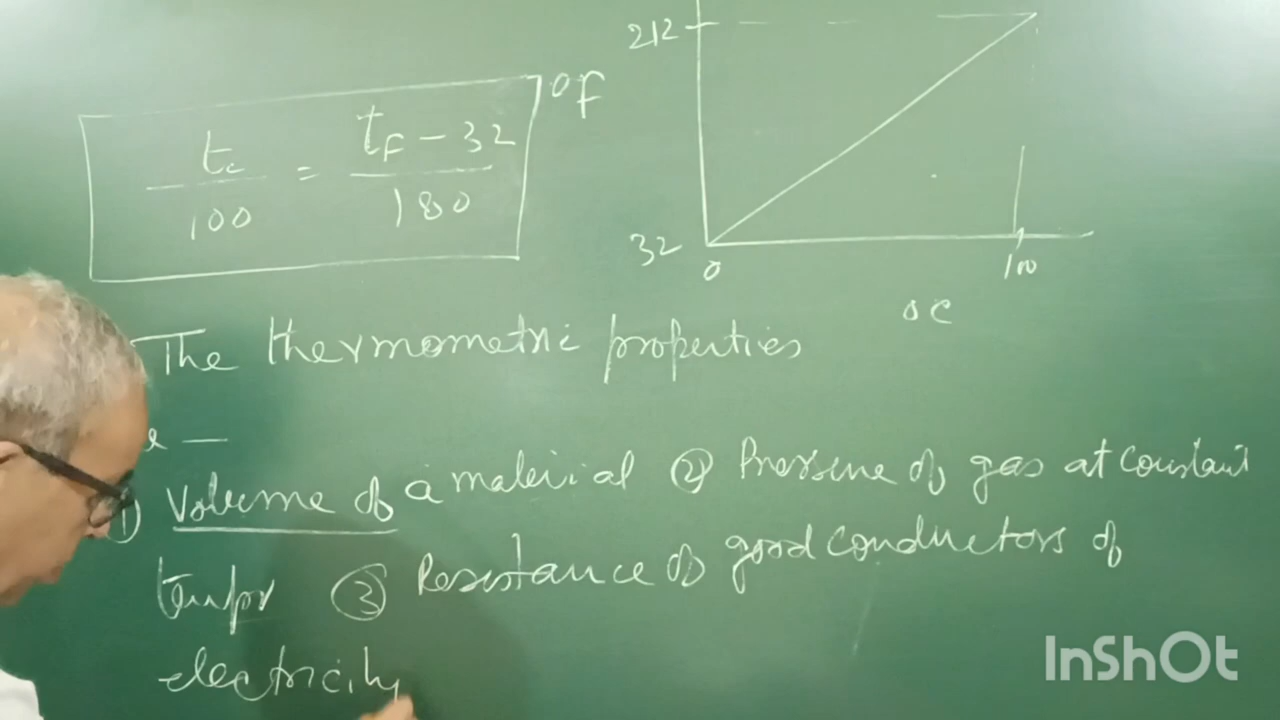 212
°F
tc/100 = tF - 32/180
32
0
100
°C
The thermometric properties
① Volume of a material ② Pressure of gas at constant
tempr ③ Resistance of good conductors of
electricity
InShOt